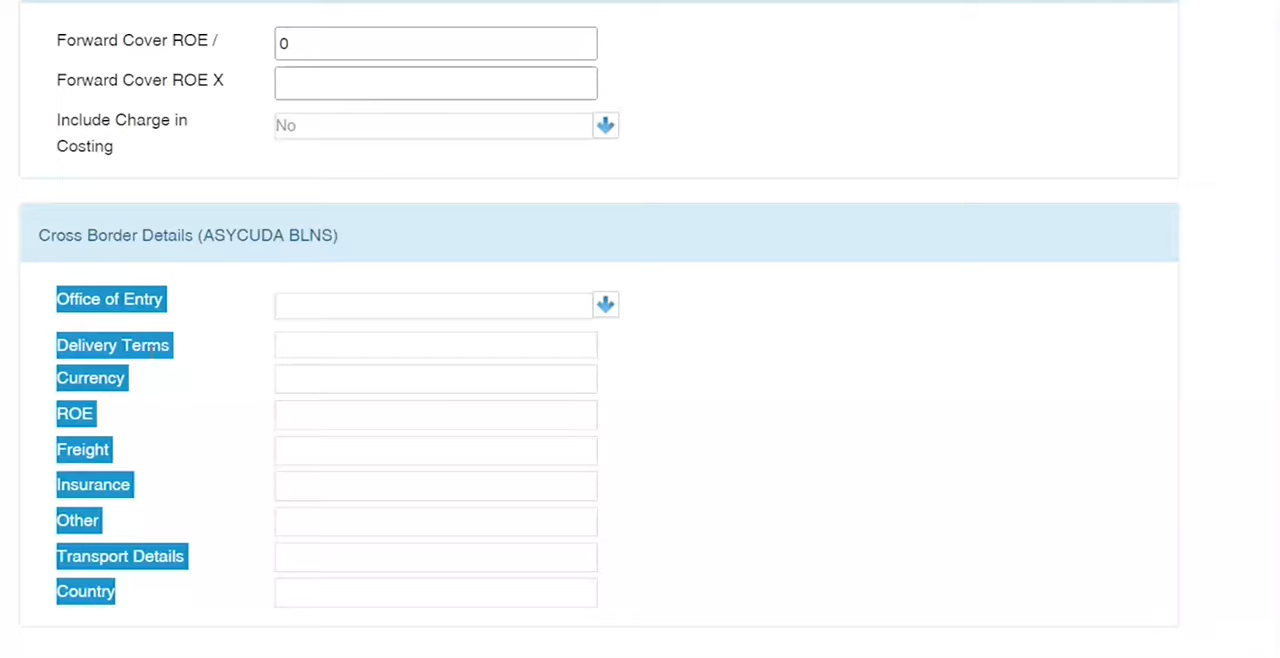 Forward Cover ROE /
0
Forward Cover ROE X
Include Charge in
Costing
No
Cross Border Details (ASYCUDA BLNS)
Office of Entry
Delivery Terms
Currency
ROE
Freight
Insurance
Other
Transport Details
Country